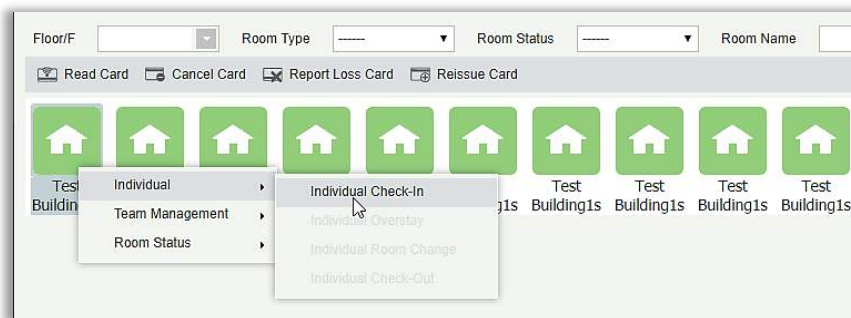 Floor/F Room Type ------ Room Status ------ Room Name
Read Card Cancel Card Report Loss Card Reissue Card
Test Test Test Test Test
Individual Individual Check-In
Building1s Building1s Building1s Building1s
Team Management Individual Overstay
Room Status Individual Room Change
Individual Check-Out